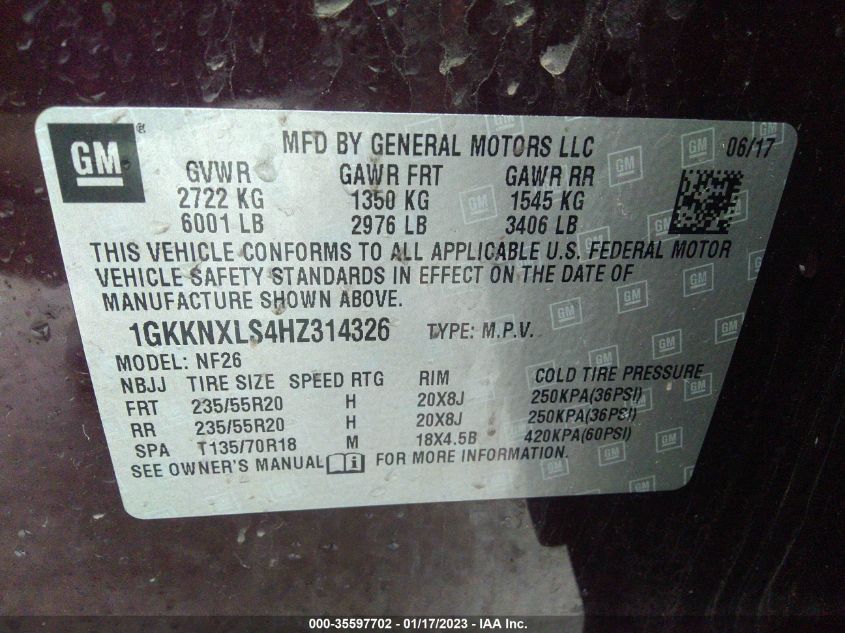 GM
®
MFD BY GENERAL MOTORS LLC 06/17
GVWR GAWR FRT GAWR RR
2722 KG 1350 KG 1545 KG
6001 LB 2976 LB 3406 LB
THIS VEHICLE CONFORMS TO ALL APPLICABLE U.S. FEDERAL MOTOR
VEHICLE SAFETY STANDARDS IN EFFECT ON THE DATE OF
MANUFACTURE SHOWN ABOVE.
1GKKNXLS4HZ314326 TYPE: M.P.V.
MODEL: NF26
NBJJ TIRE SIZE SPEED RTG RIM COLD TIRE PRESSURE
FRT 235/55R20 H 20X8J 250KPA(36PSI)
RR 235/55R20 H 20X8J 250KPA(36PSI)
SPA T135/70R18 M 18X4.5B 420KPA(60PSI)
SEE OWNER'S MANUAL FOR MORE INFORMATION.
000-35597702 - 01/17/2023 - IAA Inc.